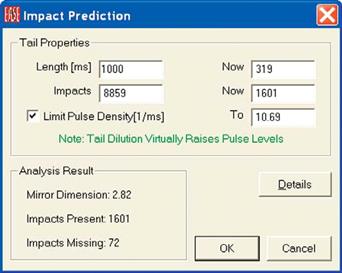 EASE Impact Prediction
Tail Properties
Length [ms] 1000 Now 319
Impacts 8859 Now 1601
Limit Pulse Density[1/ms] To 10.69
Note: Tail Dilution Virtually Raises Pulse Levels
Analysis Result
Mirror Dimension: 2.82
Details
Impacts Present: 1601
Impacts Missing: 72
OK Cancel